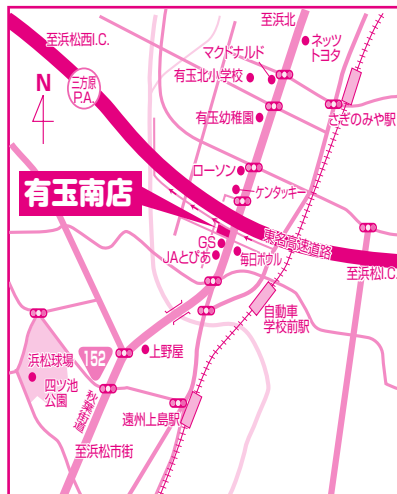 至浜北
至浜松西I.C.
ネッツ
トヨタ
マクドナルド
有玉北小学校
三方原
P.A.
N
有玉幼稚園
さぎのみや駅
ローソン
ケンタッキー
有玉南店
東名高速道路
GS
JAとぴあ
毎日ボウル
至浜松I.C.
自動車
学校前駅
152
上野屋
浜松球場
四ツ池
公園
秋葉街道
遠州上島駅
至浜松市街